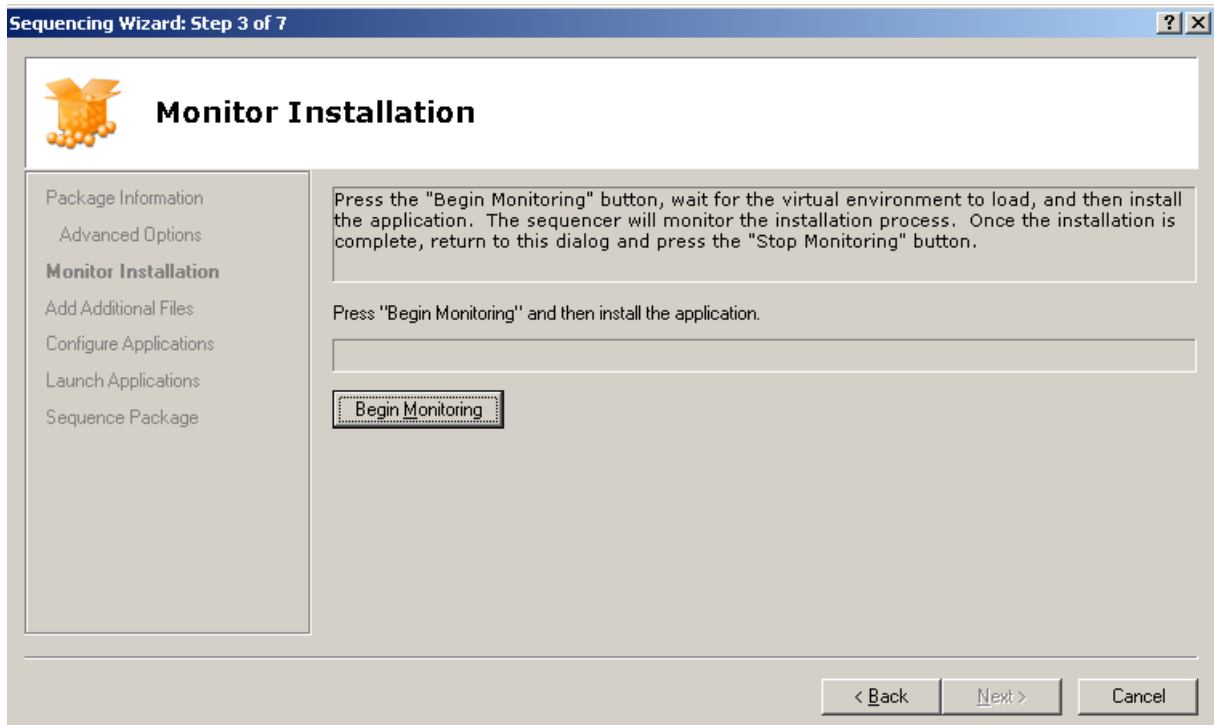 Sequencing Wizard: Step 3 of 7
Monitor Installation
Package Information
Advanced Options
Monitor Installation
Add Additional Files
Configure Applications
Launch Applications
Sequence Package
Press the "Begin Monitoring" button, wait for the virtual environment to load, and then install
the application.  The sequencer will monitor the installation process.  Once the installation is
complete, return to this dialog and press the "Stop Monitoring" button.
Press "Begin Monitoring" and then install the application.
Begin Monitoring
< Back
Next >
Cancel